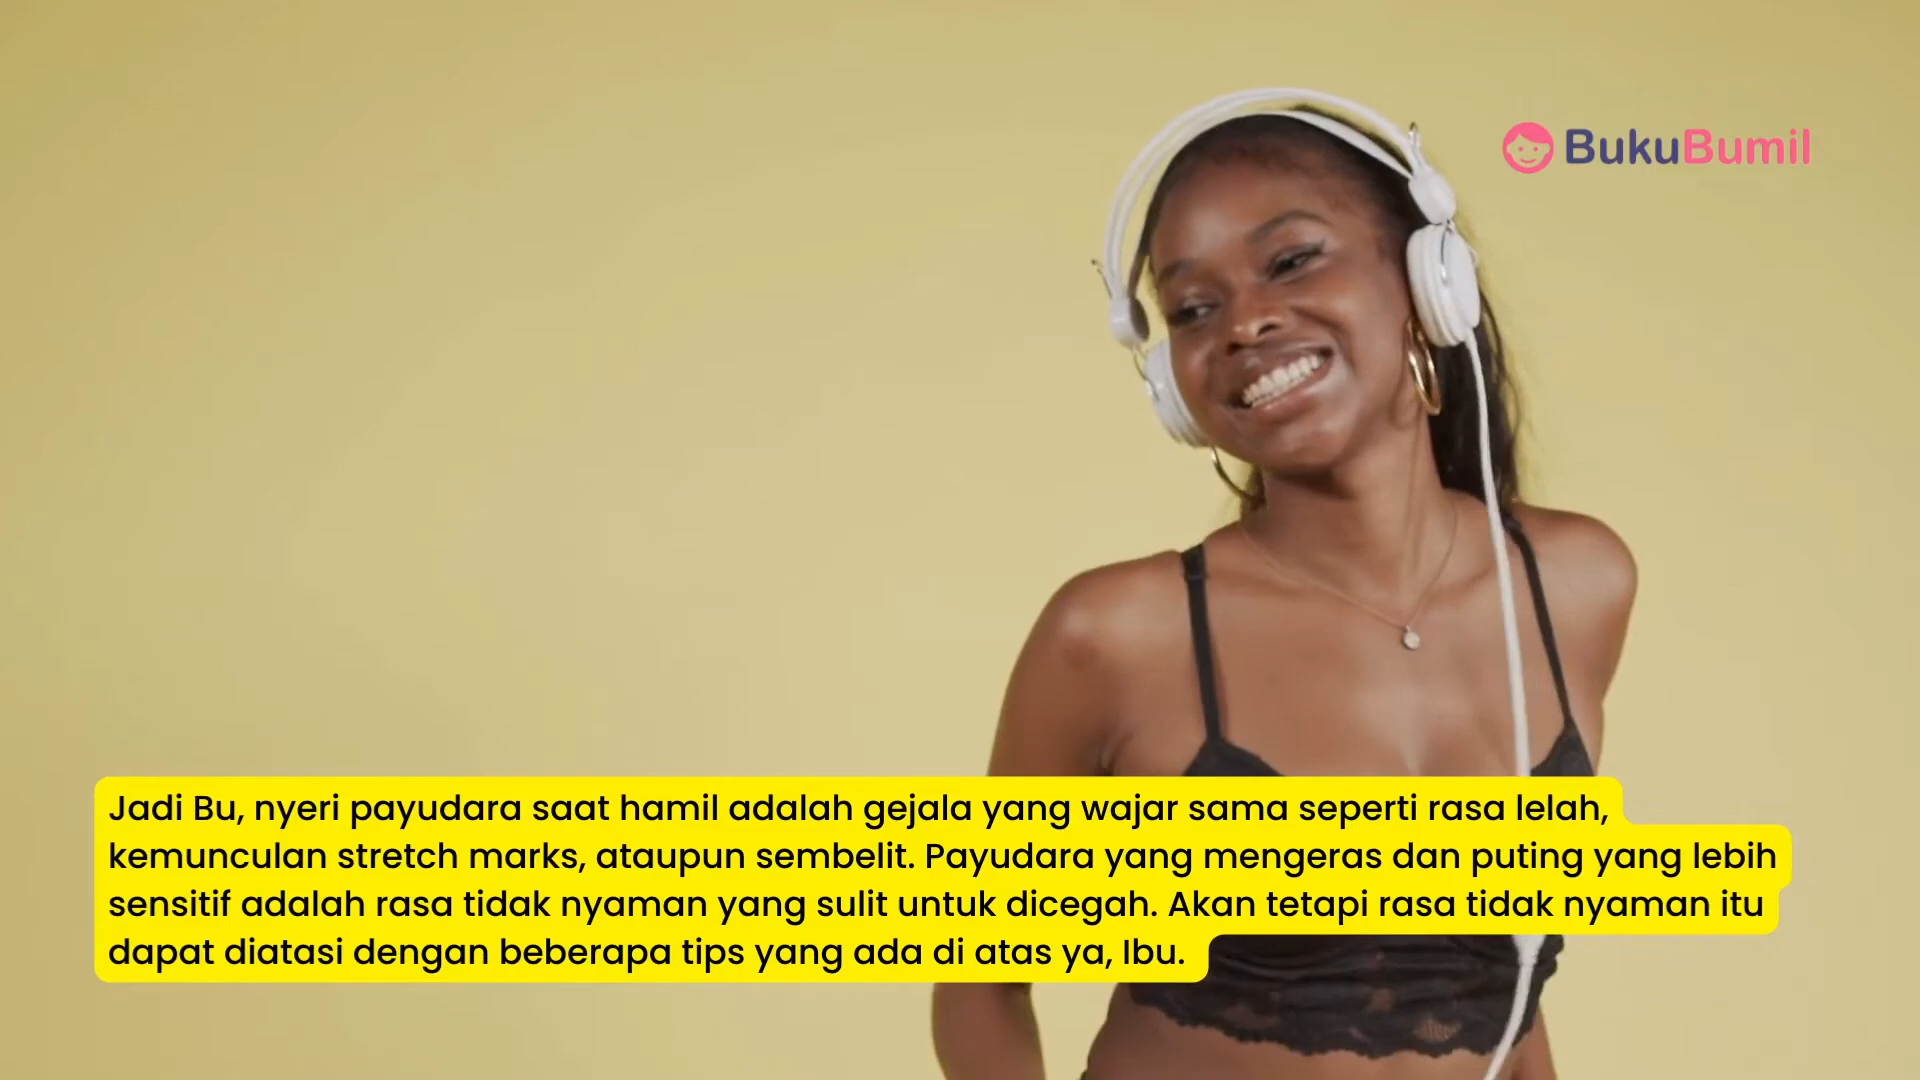 BukuBumil
Jadi Bu, nyeri payudara saat hamil adalah gejala yang wajar sama seperti rasa lelah,
kemunculan stretch marks, ataupun sembelit. Payudara yang mengeras dan puting yang lebih
sensitif adalah rasa tidak nyaman yang sulit untuk dicegah. Akan tetapi rasa tidak nyaman itu
dapat diatasi dengan beberapa tips yang ada di atas ya, Ibu.